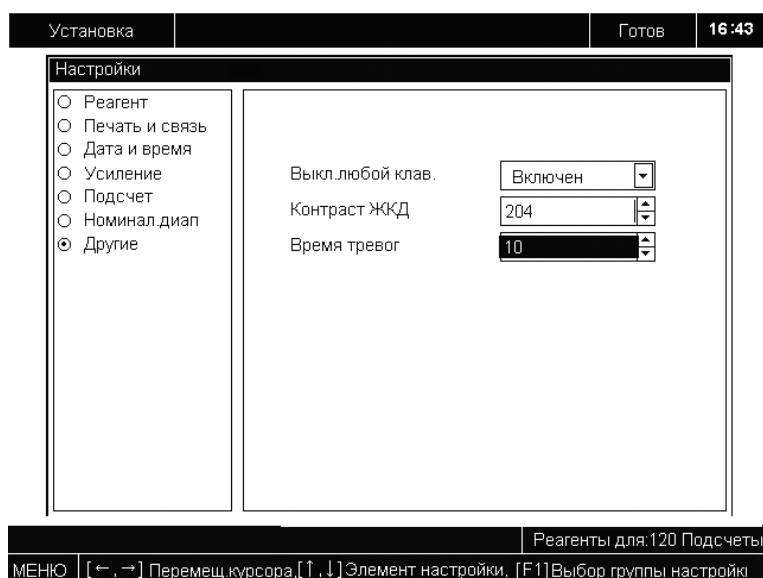 Установка Готов 16:43
Настройки
Реагент
Печать и связь
Дата и время
Усиление
Подсчет
Номинал.диап
Другие
Выкл.любой клав. Включен
Контраст ЖКД 204
Время тревог 10
Реагенты для:120 Подсчеты
МЕНЮ [←,→] Перемещ.курсора,[↑,↓]Элемент настройки, [F1]Выбор группы настройкı